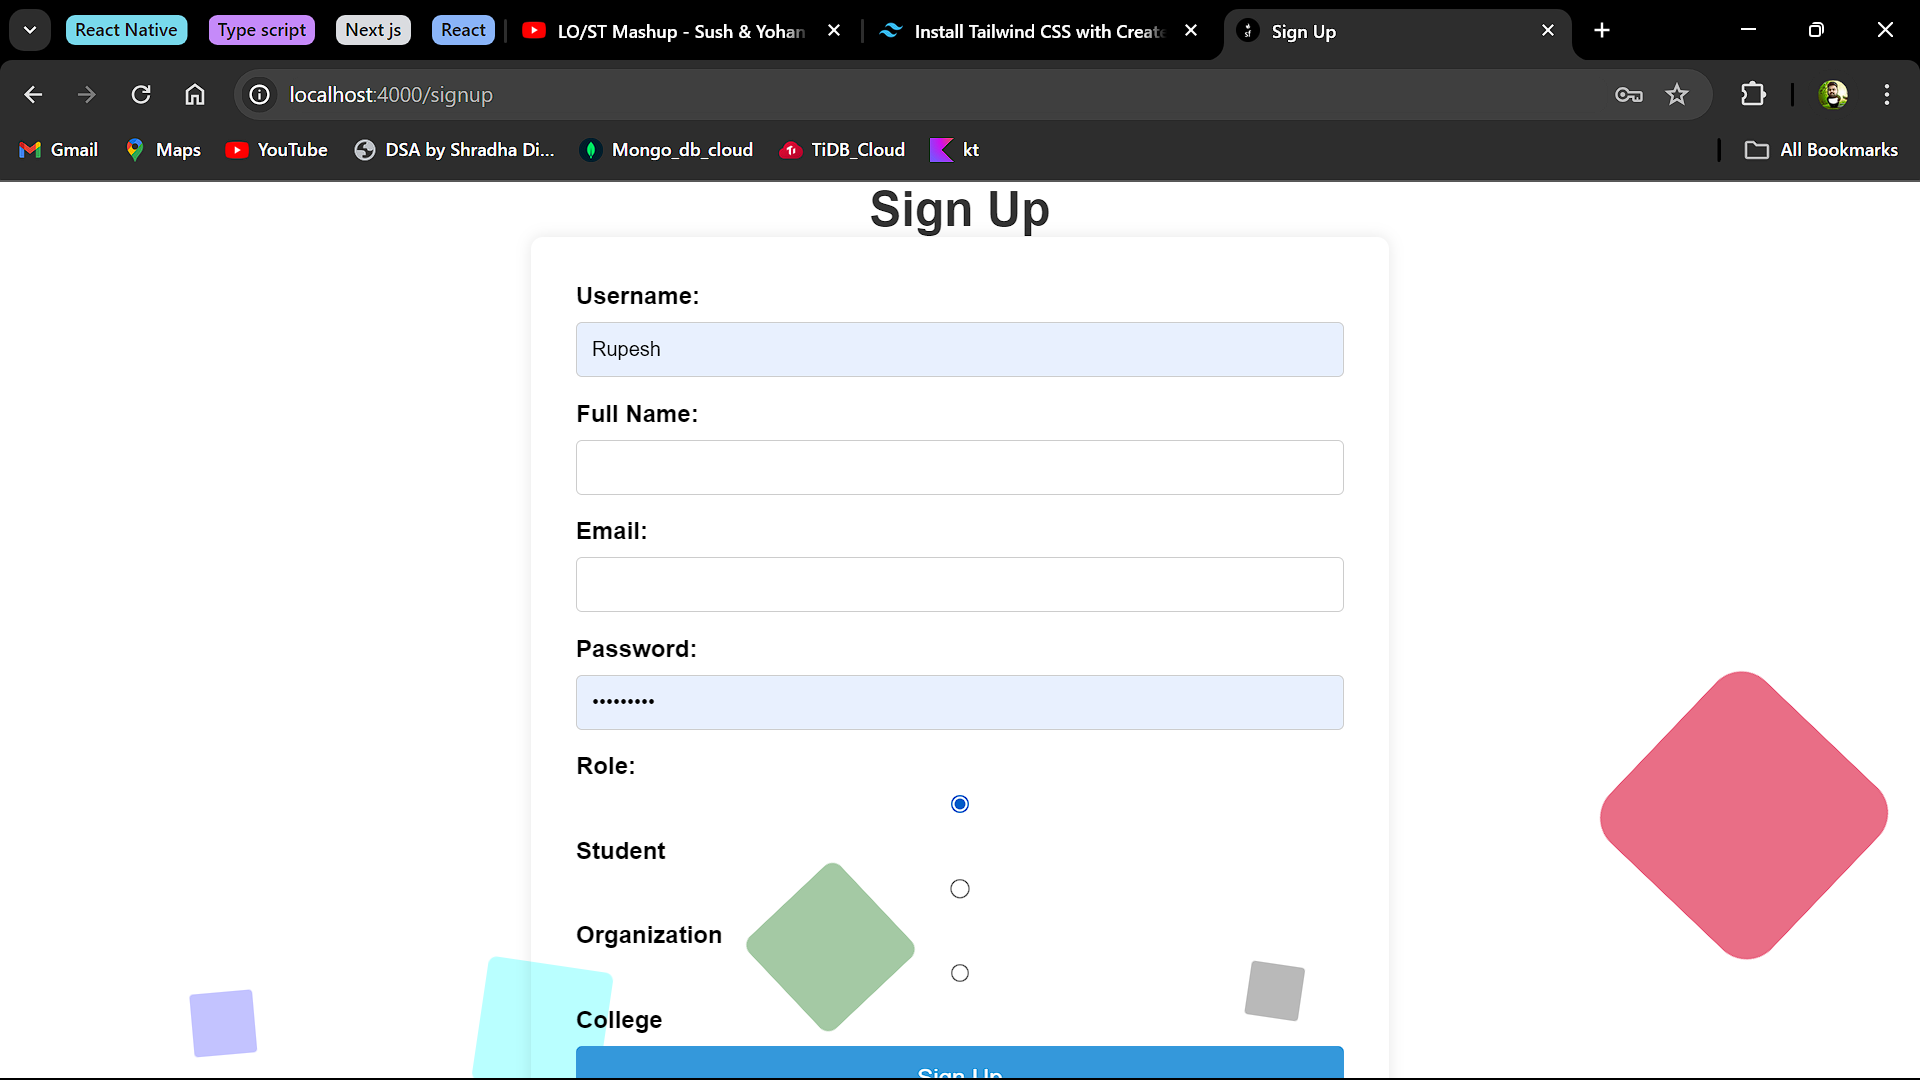 React Native Type script Next js React LO/ST Mashup - Sush & Yohan Install Tailwind CSS with Create Sign Up
localhost:4000/signup
Gmail Maps YouTube DSA by Shradha Di... Mongo_db_cloud TiDB_Cloud kt All Bookmarks
Sign Up
Username:
Rupesh
Full Name:
Email:
Password:
•••••••••
Role:
Student
Organization
College
Sign Up